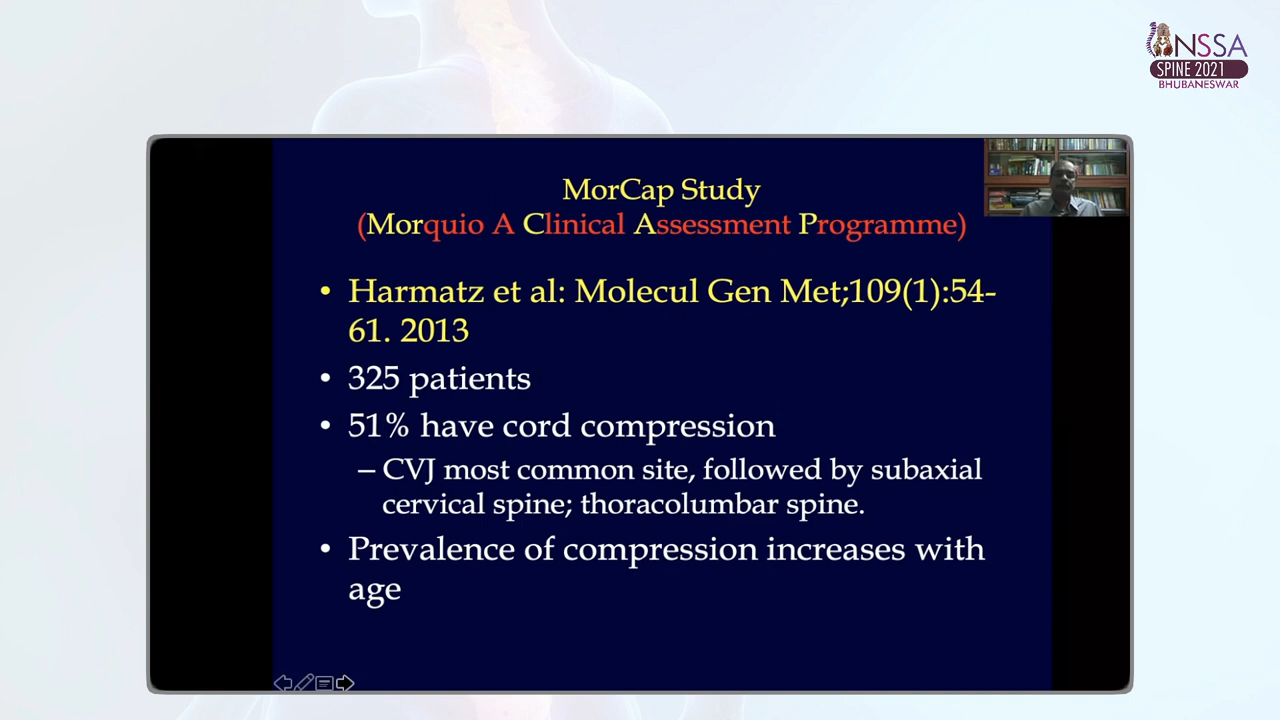 NSSA
SPINE 2021
BHUBANESWAR
MorCap Study
(Morquio A Clinical Assessment Programme)
• Harmatz et al: Molecul Gen Met;109(1):54-
61. 2013
• 325 patients
• 51% have cord compression
– CVJ most common site, followed by subaxial
cervical spine; thoracolumbar spine.
• Prevalence of compression increases with
age